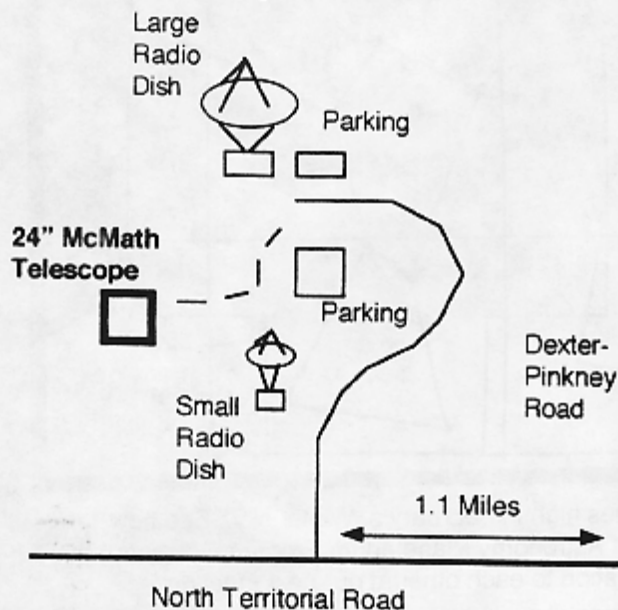 Large
Radio
Dish
Parking
24" McMath
Telescope
Parking
Dexter-
Pinkney
Road
Small
Radio
Dish
1.1 Miles
North Territorial Road